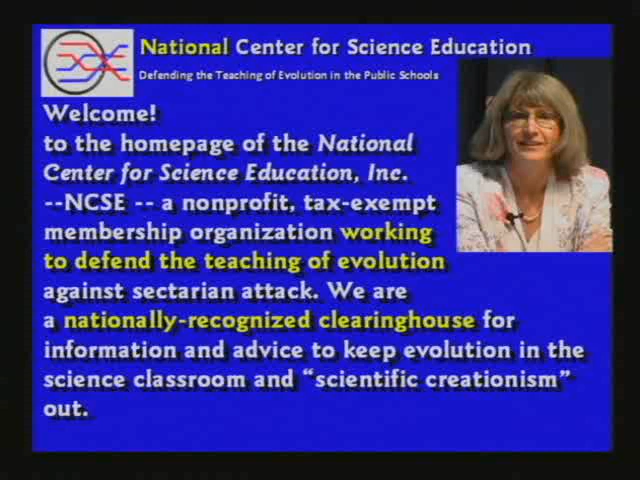 National Center for Science Education
Defending the Teaching of Evolution in the Public Schools
Welcome!
to the homepage of the National
Center for Science Education, Inc.
--NCSE -- a nonprofit, tax-exempt
membership organization working
to defend the teaching of evolution
against sectarian attack. We are
a nationally-recognized clearinghouse for
information and advice to keep evolution in the
science classroom and “scientific creationism”
out.